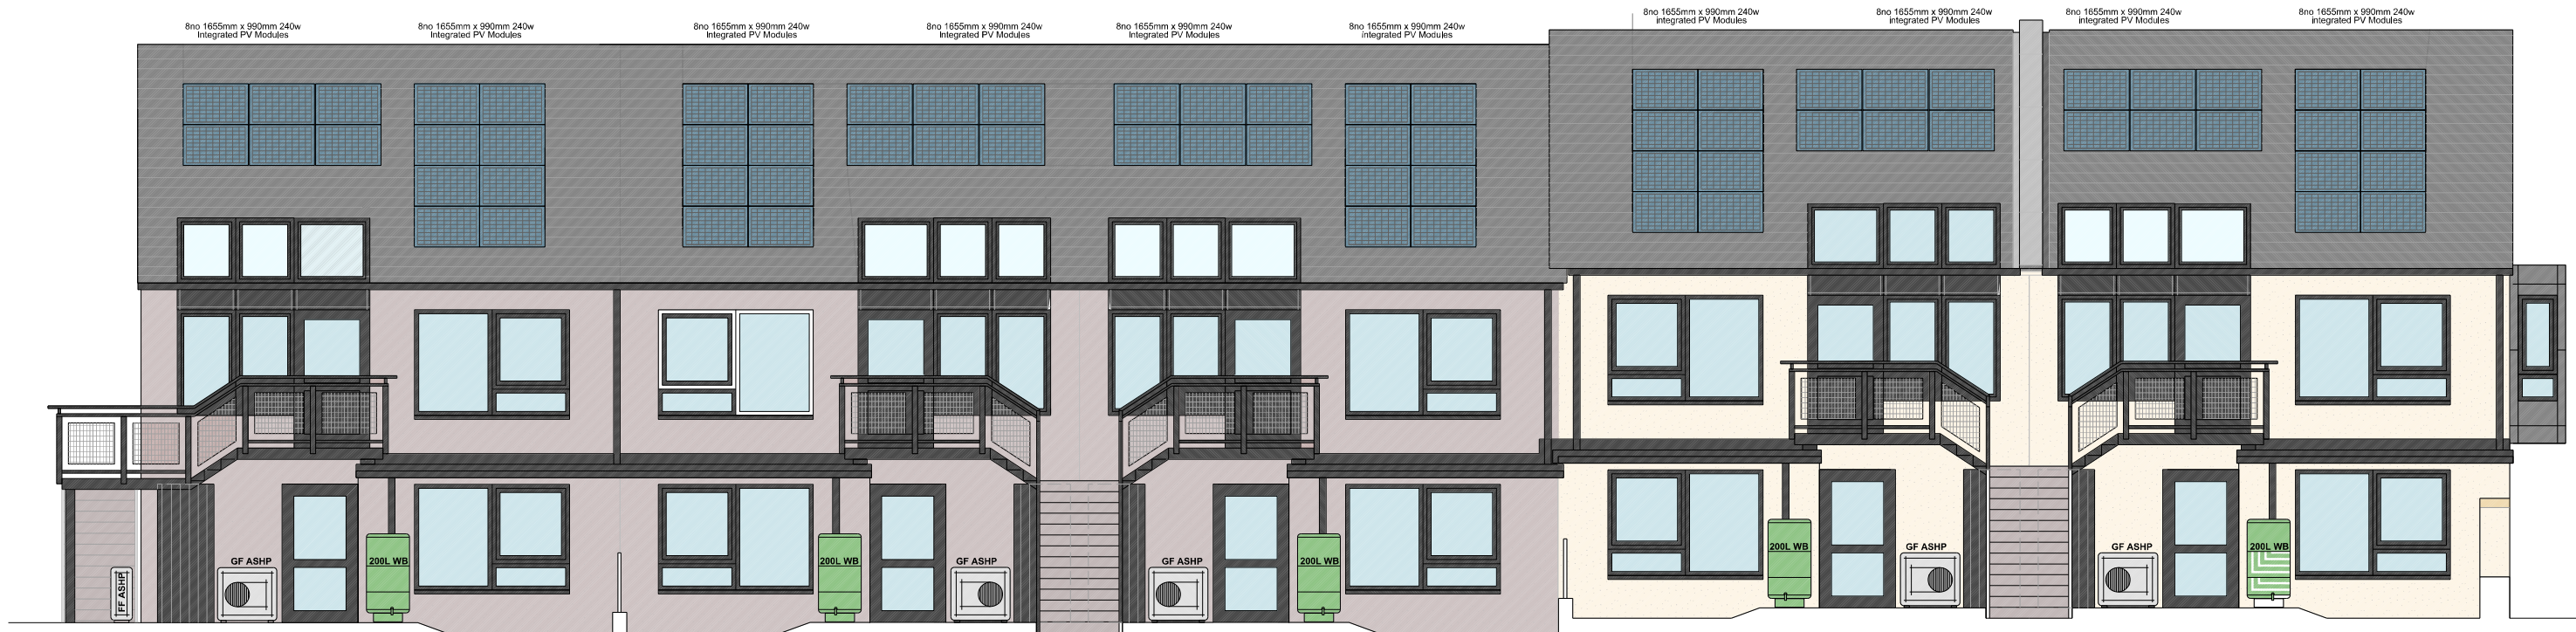 8no 1655mm x 990mm 240w
Integrated PV Modules
8no 1655mm x 990mm 240w
Integrated PV Modules
8no 1655mm x 990mm 240w
Integrated PV Modules
8no 1655mm x 990mm 240w
Integrated PV Modules
8no 1655mm x 990mm 240w
Integrated PV Modules
8no 1655mm x 990mm 240w
Integrated PV Modules
8no 1655mm x 990mm 240w
integrated PV Modules
8no 1655mm x 990mm 240w
integrated PV Modules
8no 1655mm x 990mm 240w
integrated PV Modules
8no 1655mm x 990mm 240w
integrated PV Modules
FF ASHP
GF ASHP
200L WB
200L WB
GF ASHP
GF ASHP
200L WB
200L WB
GF ASHP
GF ASHP
200L WB